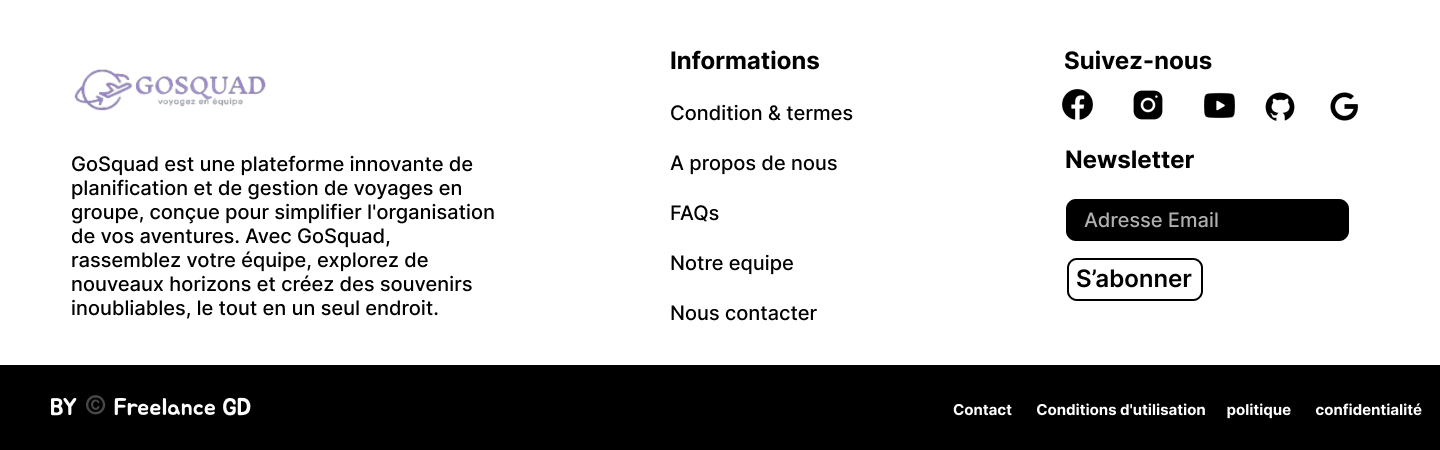 GOSQUAD
voyagez en équipe
GoSquad est une plateforme innovante de
planification et de gestion de voyages en
groupe, conçue pour simplifier l'organisation
de vos aventures. Avec GoSquad,
rassemblez votre équipe, explorez de
nouveaux horizons et créez des souvenirs
inoubliables, le tout en un seul endroit.
Informations
Condition & termes
A propos de nous
FAQs
Notre equipe
Nous contacter
Suivez-nous
Newsletter
Adresse Email
S’abonner
BY © Freelance GD
Contact Conditions d'utilisation politique confidentialité